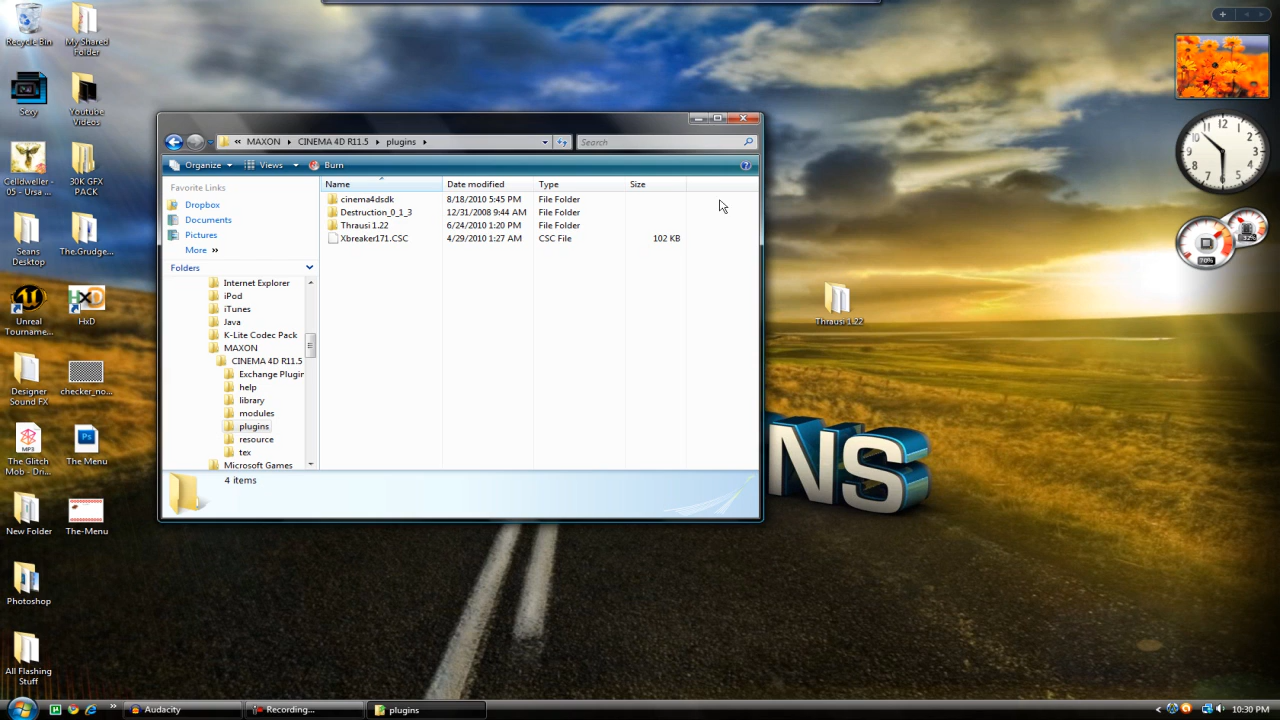 Recycle Bin
My Shared
Folder
Sexy
Youtube
Videos
Celldweller -
05 - Ursa ...
30K GFX
PACK
Seans
Desktop
The.Grudge...
Unreal
Tourname...
HxD
Designer
Sound FX
checker_no...
MP3
The Glitch
Mob - Dri...
Ps
The Menu
New Folder
The-Menu
Photoshop
All Flashing
Stuff
« MAXON ▸ CINEMA 4D R11.5 ▸ plugins ▸
Search
Organize
Views
Burn
Favorite Links
Dropbox
Documents
Pictures
More »
Folders
Internet Explorer
iPod
iTunes
Java
K-Lite Codec Pack
MAXON
CINEMA 4D R11.5
Exchange Plugin
help
library
modules
plugins
resource
tex
Microsoft Games
Name Date modified Type Size
cinema4dsdk 8/18/2010 5:45 PM File Folder
Destruction_0_1_3 12/31/2008 9:44 AM File Folder
Thrausi 1.22 6/24/2010 1:20 PM File Folder
Xbreaker171.CSC 4/29/2010 1:27 AM CSC File 102 KB
4 items
Thrausi 1.22
NS
70%
32%
Audacity
Recording...
plugins
10:30 PM